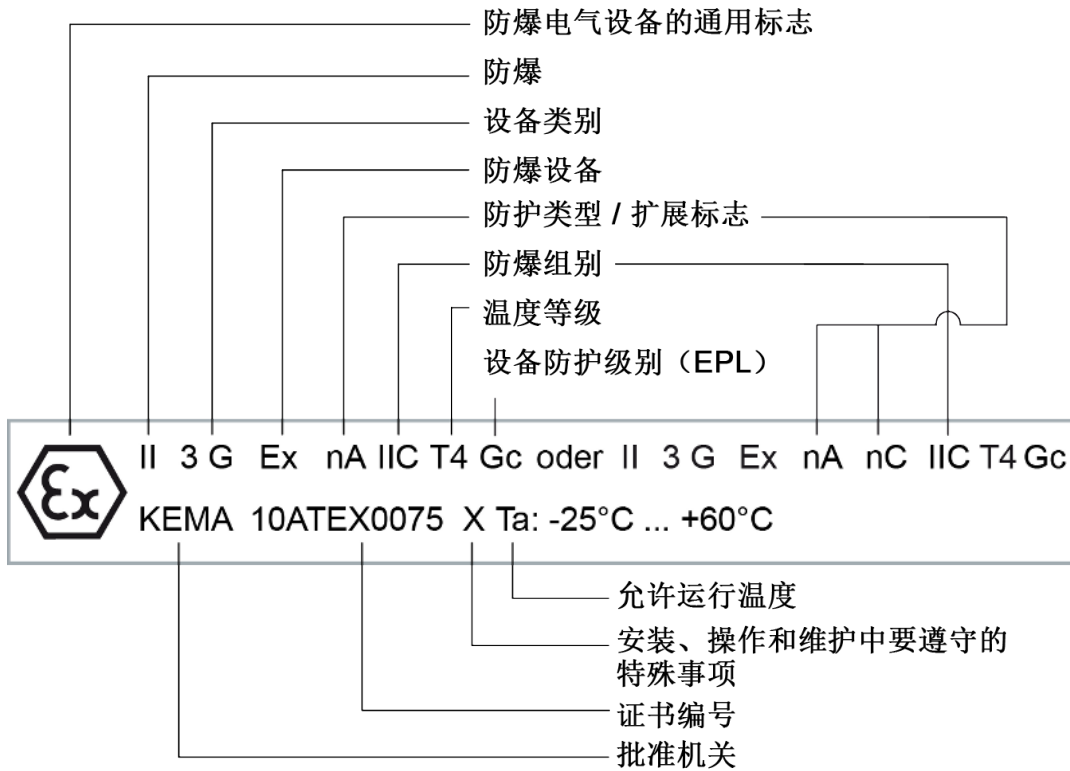 防爆电气设备的通用标志
防爆
设备类别
防爆设备
防护类型 / 扩展标志
防爆组别
温度等级
设备防护级别（EPL）
II 3 G Ex nA IIC T4 Gc oder II 3 G Ex nA nC IIC T4 Gc
Ex
KEMA 10ATEX0075 X Ta: -25°C ... +60°C
允许运行温度
安装、操作和维护中要遵守的
特殊事项
证书编号
批准机关